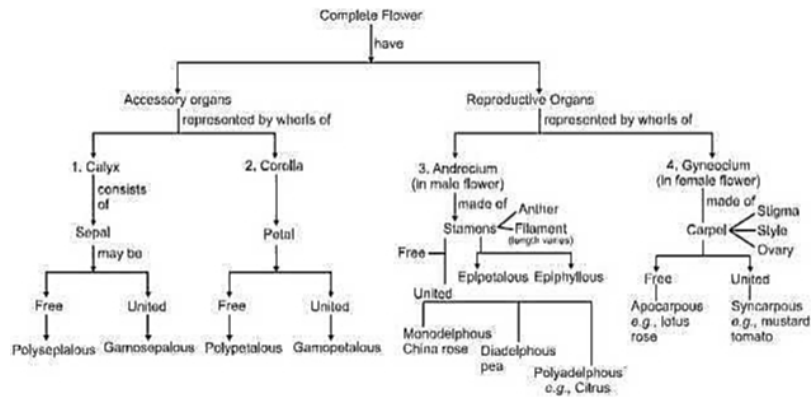 Complete Flower
have
Accessory organs
Reproductive Organs
represented by whorls of
represented by whorls of
1. Calyx
2. Corolla
3. Androcium
(in male flower)
4. Gyneocium
(in female flower)
consists
of
made of
made of
Anther
Filament
(length varies)
Stamens
Stigma
Style
Ovary
Carpel
Sepal
Petal
may be
Free
United
Epipetalous
Epiphyllous
Free
United
Free
United
Free
United
Polyseplalous
Gamosepalous
Polypetalous
Gamopetalous
Monodelphous
China rose
Diadelphous
pea
Polyadelphous
e.g., Citrus
Apocarpous
e.g., lotus
rose
Syncarpous
e.g., mustard
tomato